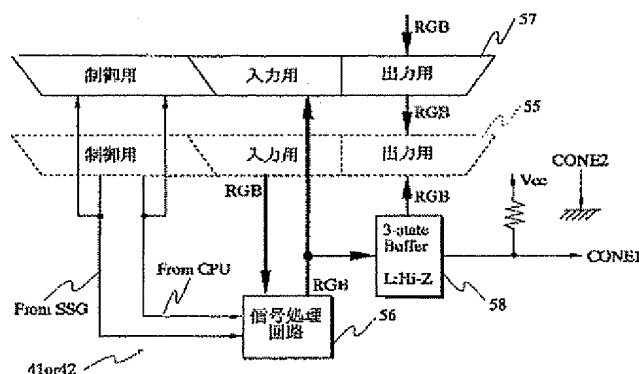 RGB
57
制御用
入力用
出力用
RGB
55
制御用
入力用
出力用
RGB
RGB
Vcc
CONE2
3-state
Buffer
L:Hi-Z
CONE1
From CPU
From SSG
RGB
58
信号処理
回路
56
41or42